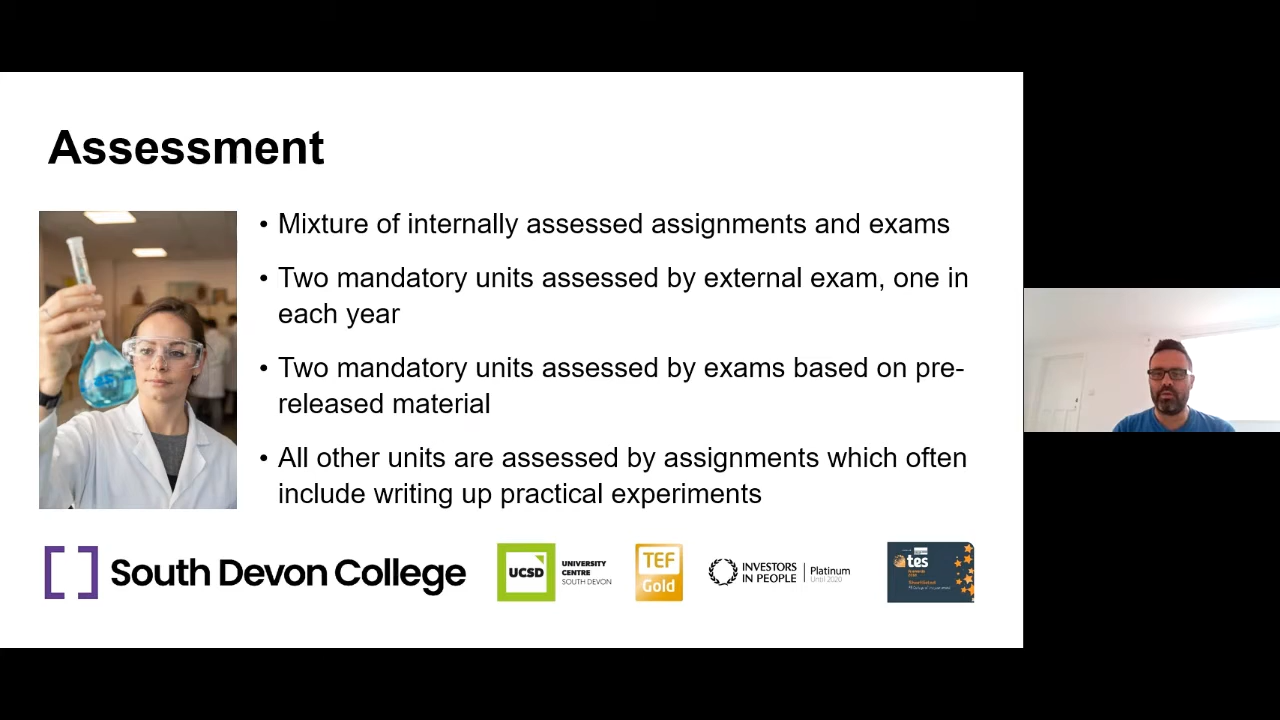 Assessment
• Mixture of internally assessed assignments and exams
• Two mandatory units assessed by external exam, one in
each year
• Two mandatory units assessed by exams based on pre-
released material
• All other units are assessed by assignments which often
include writing up practical experiments
[ ] South Devon College
UCSD
UNIVERSITY
CENTRE
SOUTH DEVON
TEF
Gold
INVESTORS
IN PEOPLE
Platinum
Until 2020
tes